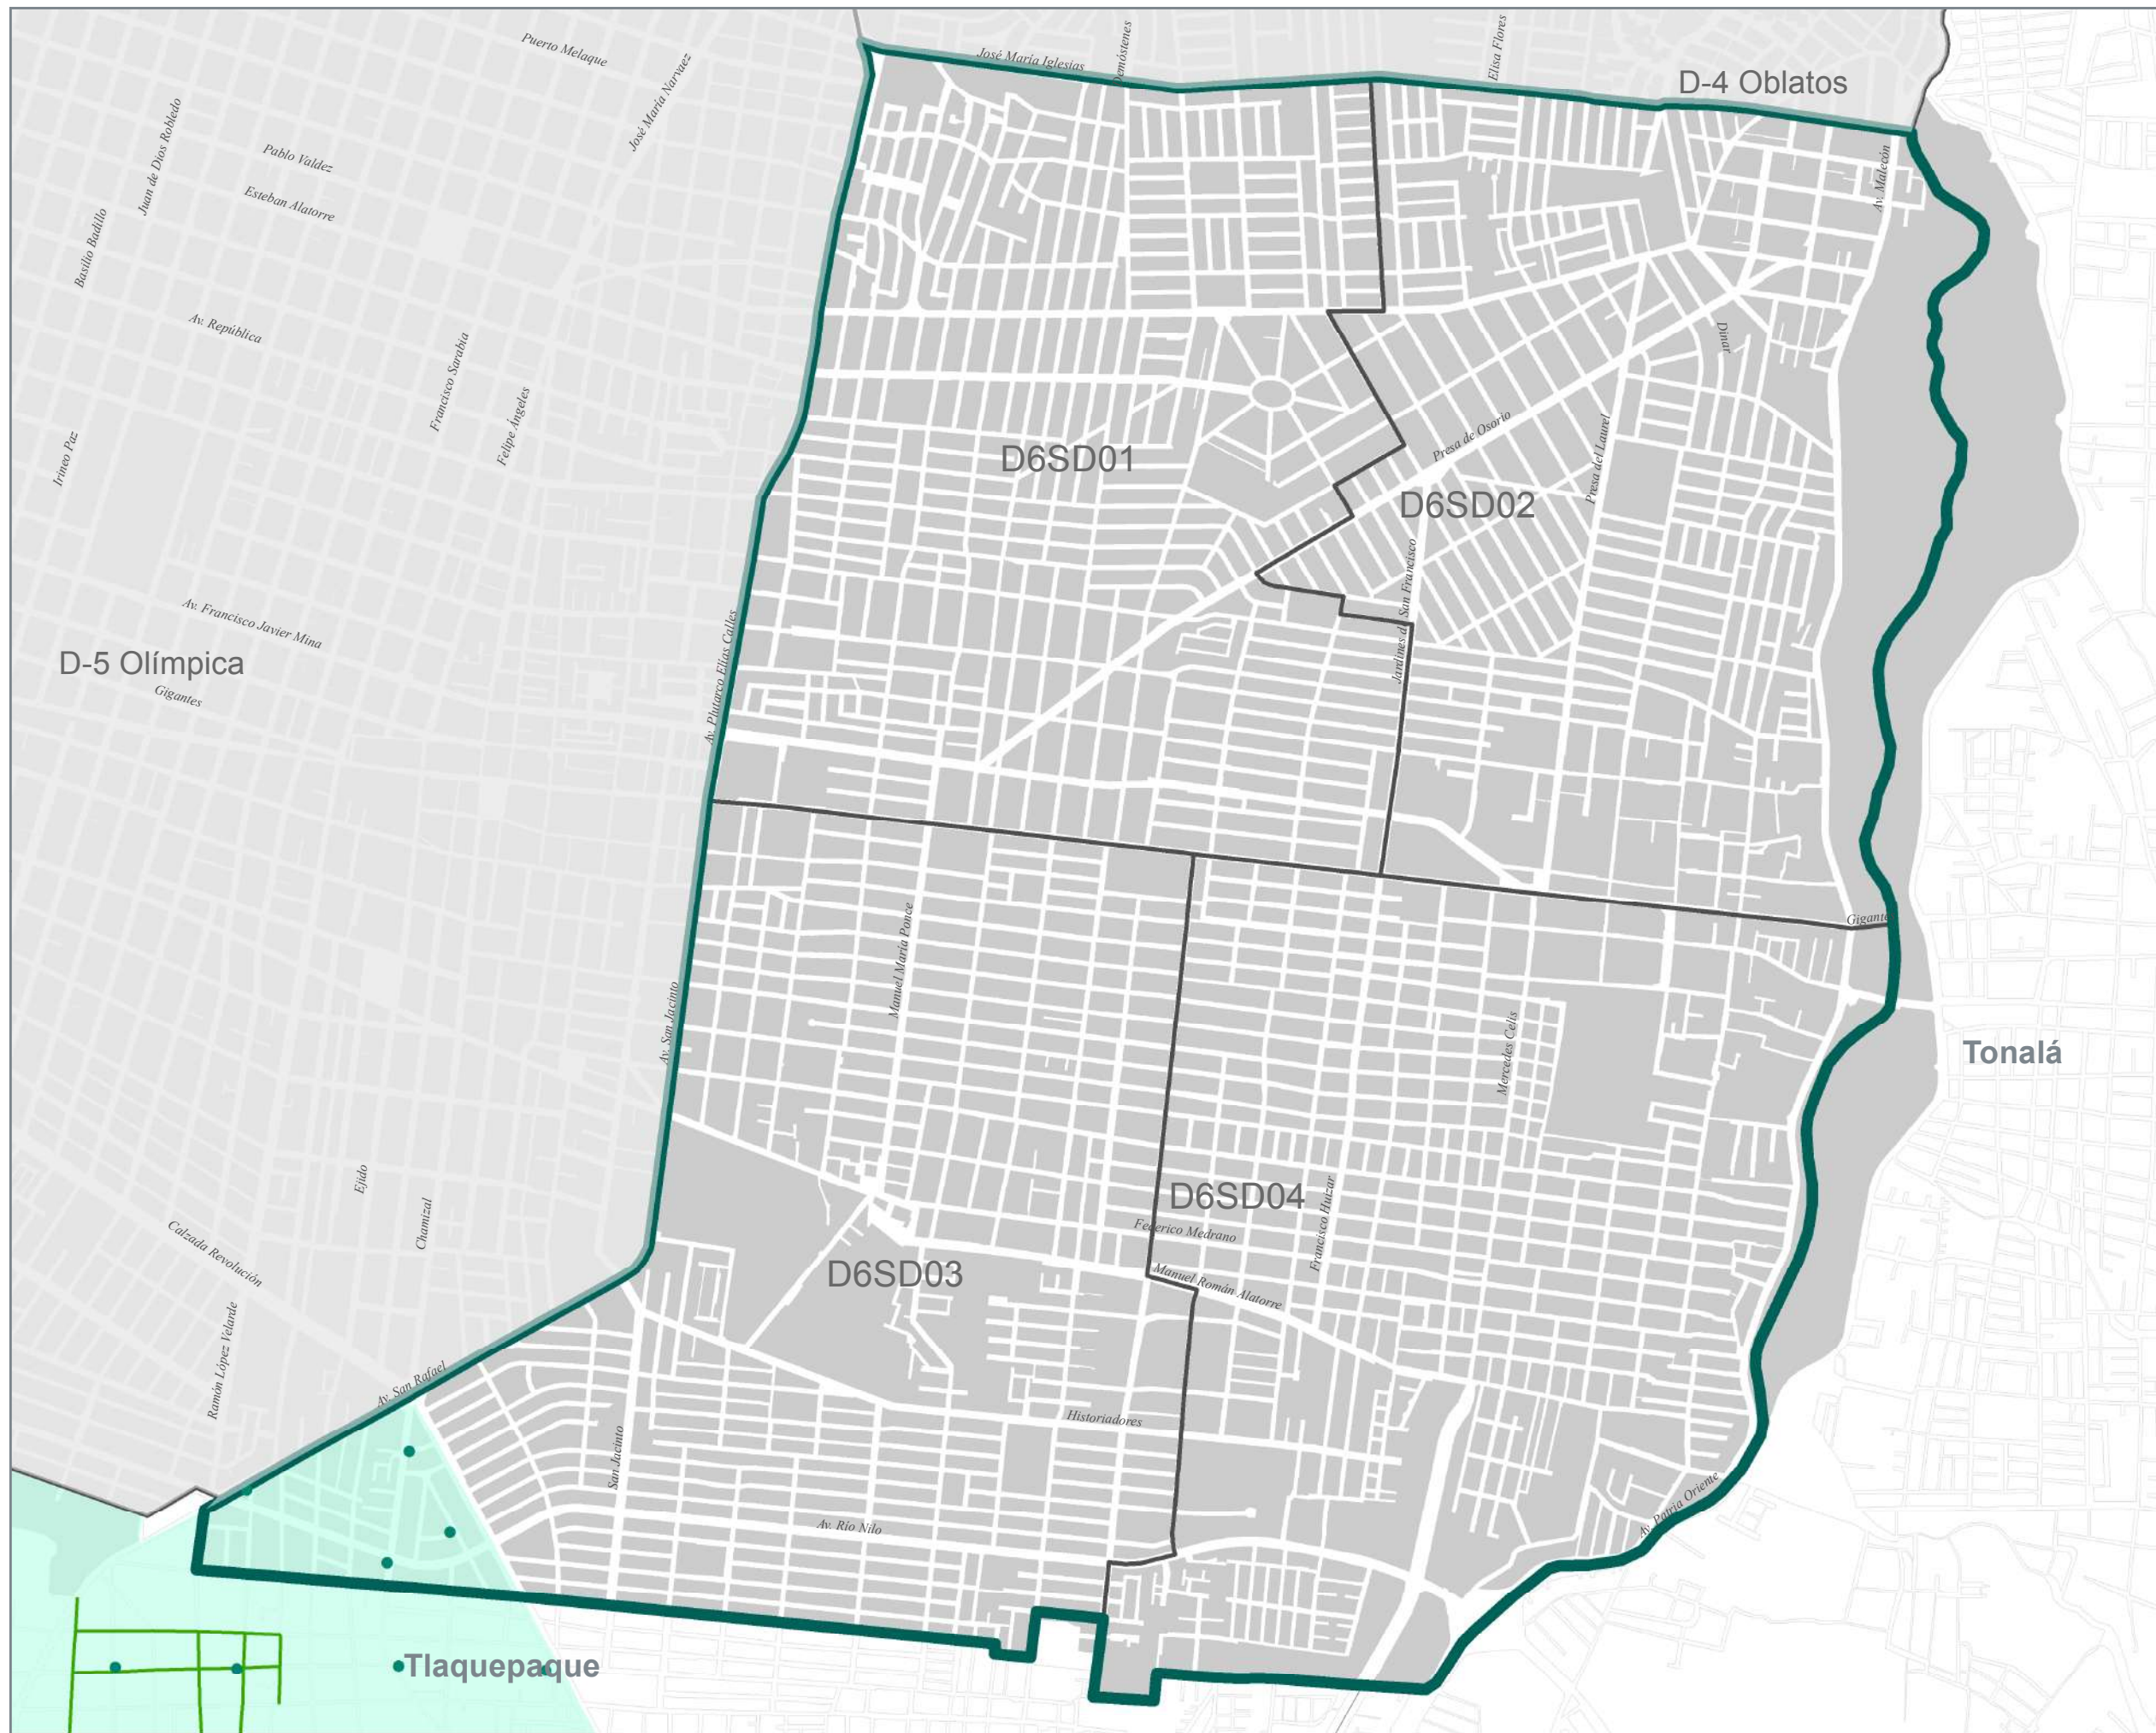 Puerto Melaque
José María Narvaez
José María Iglesias
Demóstenes
Elisa Flores
D-4 Oblatos
Juan de Dios Robledo
Pablo Valdez
Esteban Alatorre
Basilio Badillo
Av. Malecón
Av. República
Francisco Sarabia
Felipe Ángeles
Irineo Paz
Dinar
D6SD01
Presa de Osorio
Presa del Laurel
D6SD02
Av. Francisco Javier Mina
D-5 Olímpica
Gigantes
Av. Plutarco Elías Calles
Jardines de San Francisco
Gigantes
Manuel María Ponce
Av. San Jacinto
Mercedes Celis
Tonalá
Ejido
Chamizal
Calzada Revolución
D6SD04
Federico Medrano
Francisco Huizar
D6SD03
Manuel Román Alatorre
Ramón López Velarde
Av. San Rafael
Historiadores
San Jacinto
Av. Río Nilo
Av. Patria Oriente
Tlaquepaque